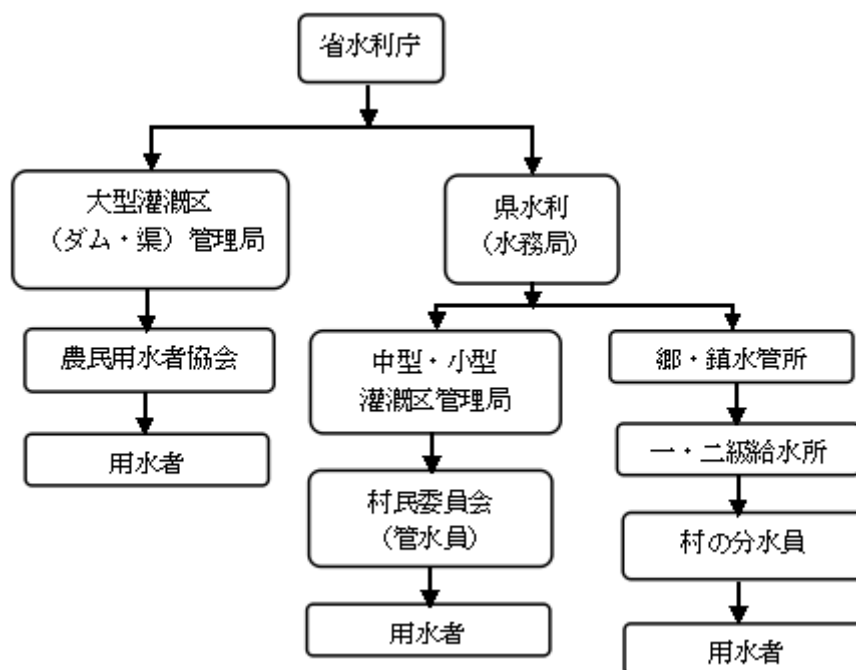 省水利庁
大型灌漑区
（ダム・渠）管理局
県水利
（水務局）
農民用水者協会
中型・小型
灌漑区管理局
郷・鎮水管所
用水者
一・二級給水所
村民委員会
（管水員）
村の分水員
用水者
用水者